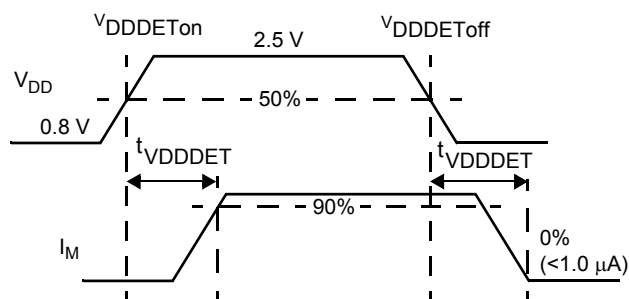 VDDDETon
VDDDEToff
2.5 V
VDD
50%
0.8 V
tVDDDET
tVDDDET
90%
IM
0%
(<1.0 μA)